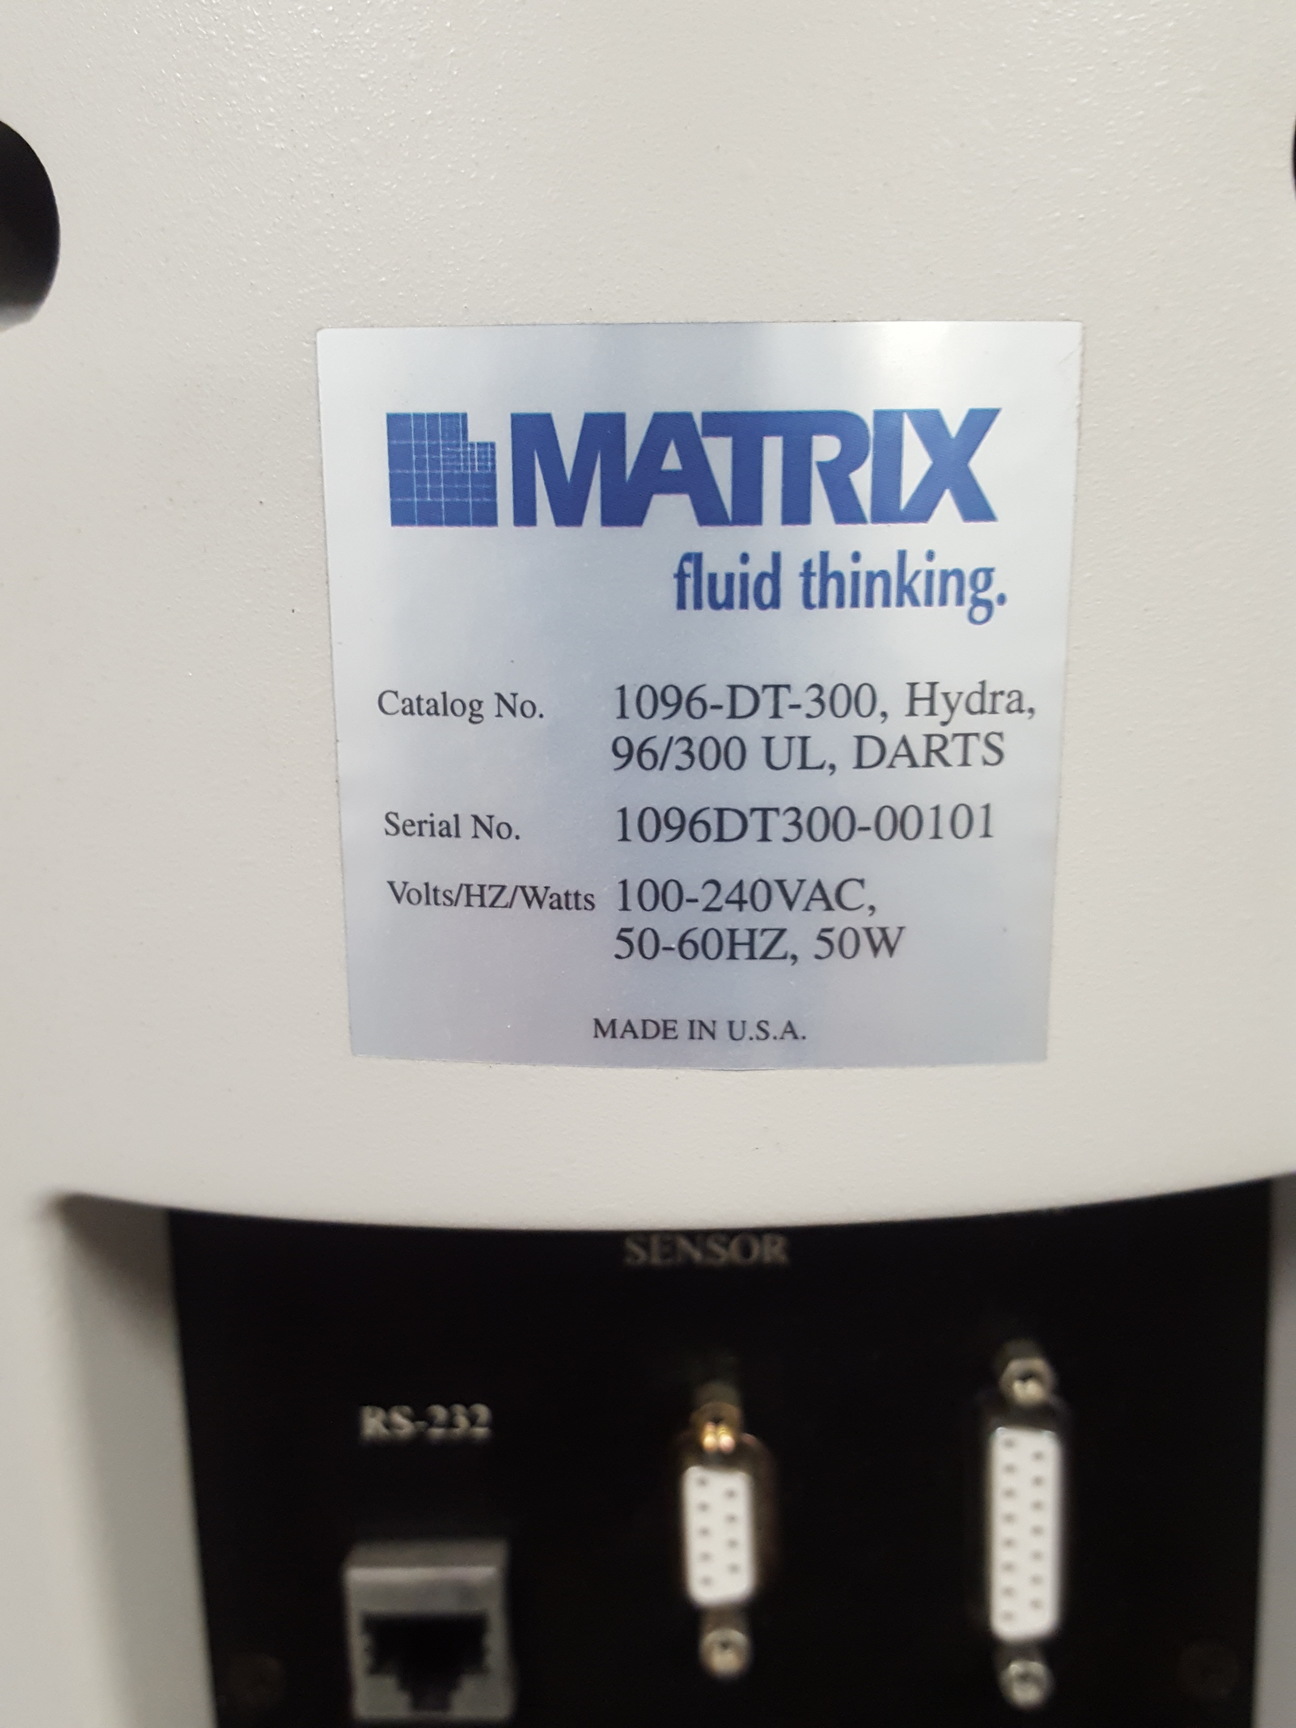 MATRIX
fluid thinking.
Catalog No. 1096-DT-300, Hydra,
96/300 UL, DARTS
Serial No. 1096DT300-00101
Volts/HZ/Watts 100-240VAC,
50-60HZ, 50W
MADE IN U.S.A.
SENSOR
RS-232